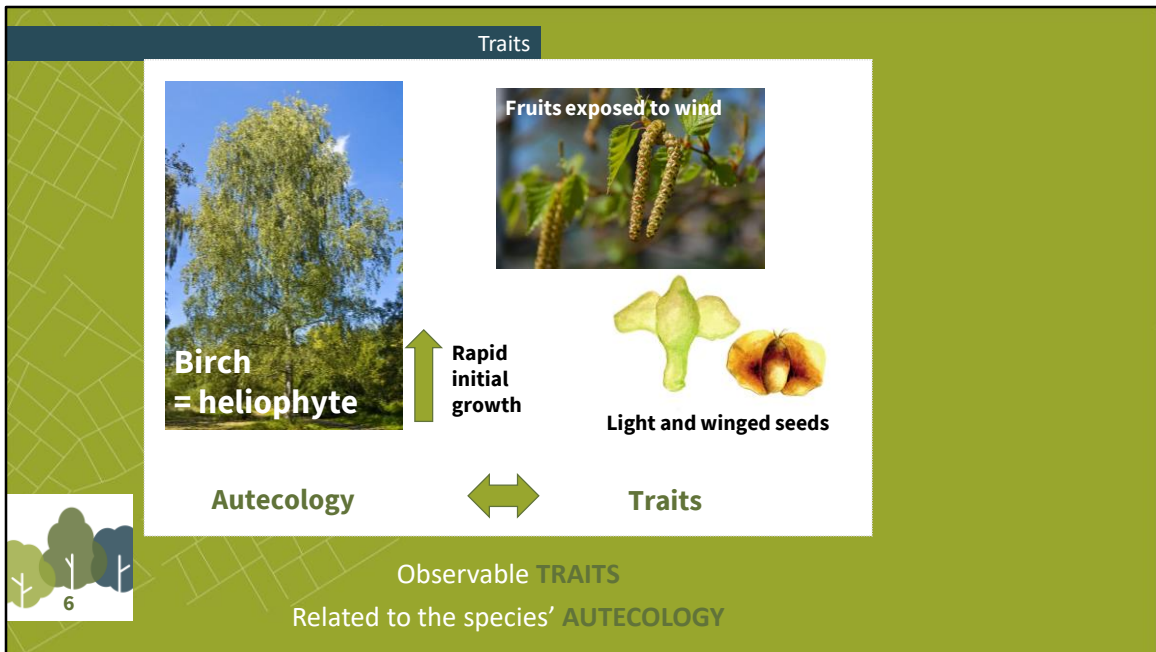 Traits
Fruits exposed to wind
Birch
= heliophyte
Rapid
initial
growth
Light and winged seeds
Autecology
Traits
6
Observable TRAITS
Related to the species’ AUTECOLOGY